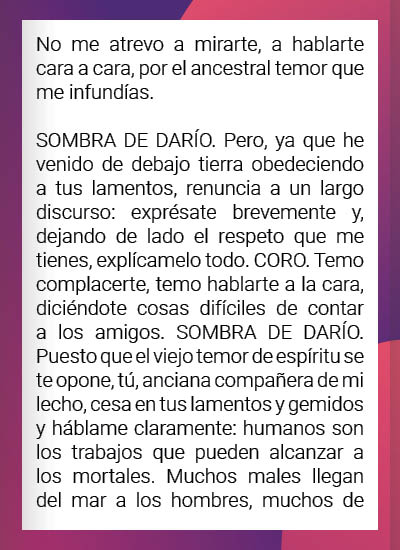 No me atrevo a mirarte, a hablarte
cara a cara, por el ancestral temor que
me infundías.
SOMBRA DE DARÍO. Pero, ya que he
venido de debajo tierra obedeciendo
a tus lamentos, renuncia a un largo
discurso: exprésate brevemente y,
dejando de lado el respeto que me
tienes, explícamelo todo. CORO. Temo
complacerte, temo hablarte a la cara,
diciéndote cosas difíciles de contar
a los amigos. SOMBRA DE DARÍO.
Puesto que el viejo temor de espíritu se
te opone, tú, anciana compañera de mi
lecho, cesa en tus lamentos y gemidos
y háblame claramente: humanos son
los trabajos que pueden alcanzar a
los mortales. Muchos males llegan
del mar a los hombres, muchos de